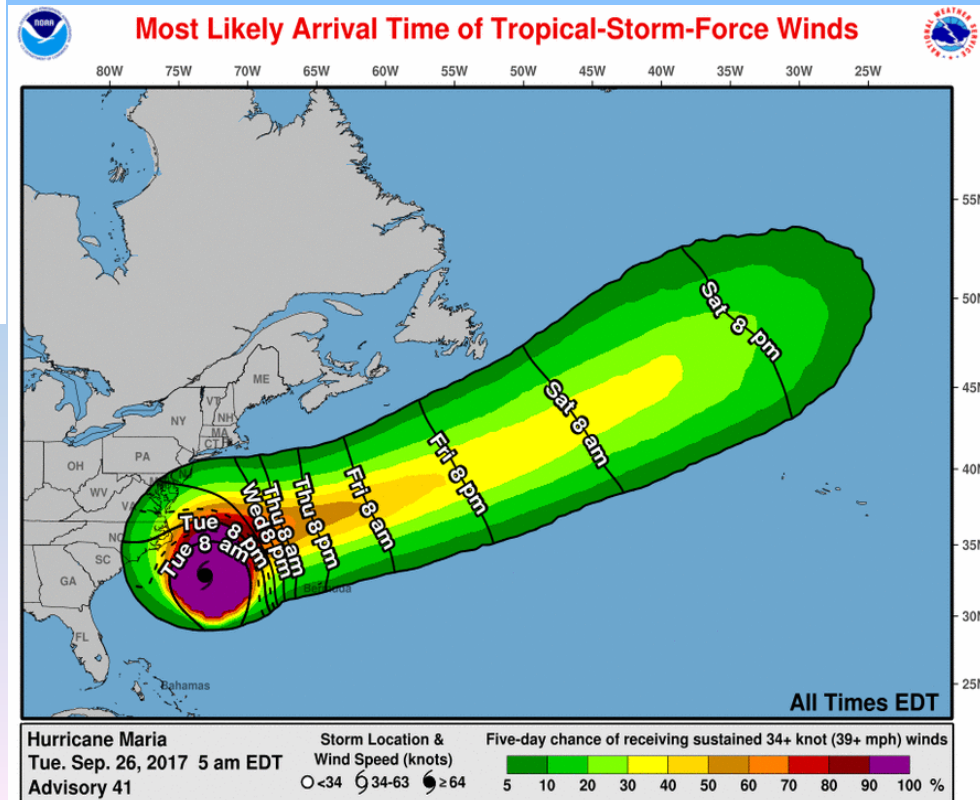 NOAA
Most Likely Arrival Time of Tropical-Storm-Force Winds
80W 75W 70W 65W 60W 55W 50W 45W 40W 35W 30W 25W
55N
50N
45N
40N
35N
30N
25N
ME
VT
NH
NY
MA
CT
PA
OH
WV
VA
NC
SC
GA
FL
Bermuda
Bahamas
Tue 8 am
Tue 8 pm
Wed 8 pm
Thu 8 am
Thu 8 pm
Fri 8 am
Fri 8 pm
Sat 8 am
Sat 8 pm
All Times EDT
Hurricane Maria
Tue. Sep. 26, 2017 5 am EDT
Advisory 41
Storm Location &
Wind Speed (knots)
<34 34-63 ≥64
Five-day chance of receiving sustained 34+ knot (39+ mph) winds
5 10 20 30 40 50 60 70 80 90 100 %